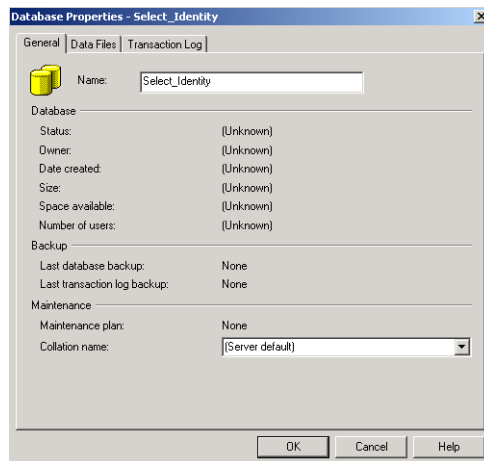 Database Properties - Select_Identity
General Data Files Transaction Log
Name: Select_Identity
Database
Status: (Unknown)
Owner: (Unknown)
Date created: (Unknown)
Size: (Unknown)
Space available: (Unknown)
Number of users: (Unknown)
Backup
Last database backup: None
Last transaction log backup: None
Maintenance
Maintenance plan: None
Collation name: (Server default)
OK Cancel Help